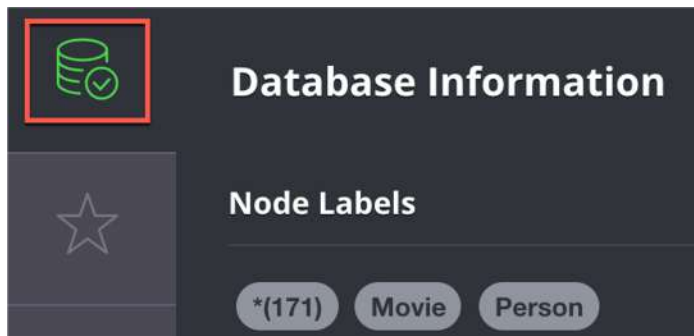 Database Information
Node Labels
*(171) Movie Person